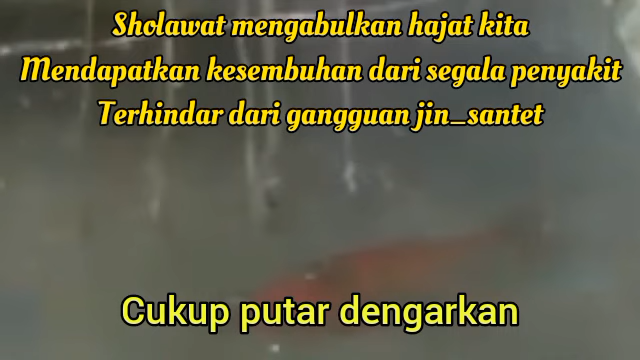 Sholawat mengabulkan hajat kita
Mendapatkan kesembuhan dari segala penyakit
Terhindar dari gangguan jin_santet
Cukup putar dengarkan